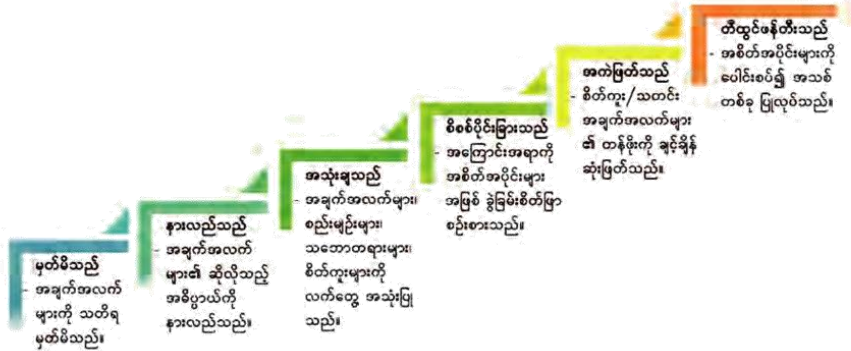 မှတ်မိသည်
- အချက်အလက်
များကို သတိရ
မှတ်မိသည်။
နားလည်သည်
- အချက်အလက်
များ၏ ဆိုလိုသည့်
အဓိပ္ပာယ်ကို
နားလည်သည်။
အသုံးချသည်
- အချက်အလက်များ၊
စည်းမျဉ်းများ၊
သဘောတရားများ၊
စိတ်ကူးများကို
လက်တွေ့ အသုံးပြု
သည်။
စိစစ်ပိုင်းခြားသည်
- အကြောင်းအရာကို
အစိတ်အပိုင်းများ
အဖြစ် ခွဲခြမ်းစိတ်ဖြာ
စဉ်းစားသည်။
အကဲဖြတ်သည်
- စိတ်ကူး/သတင်း
အချက်အလက်များ
၏ တန်ဖိုးကို ချင့်ချိန်
ဆုံးဖြတ်သည်။
တီထွင်ဖန်တီးသည်
- အစိတ်အပိုင်းများကို
ပေါင်းစပ်၍ အသစ်
တစ်ခု ပြုလုပ်သည်။